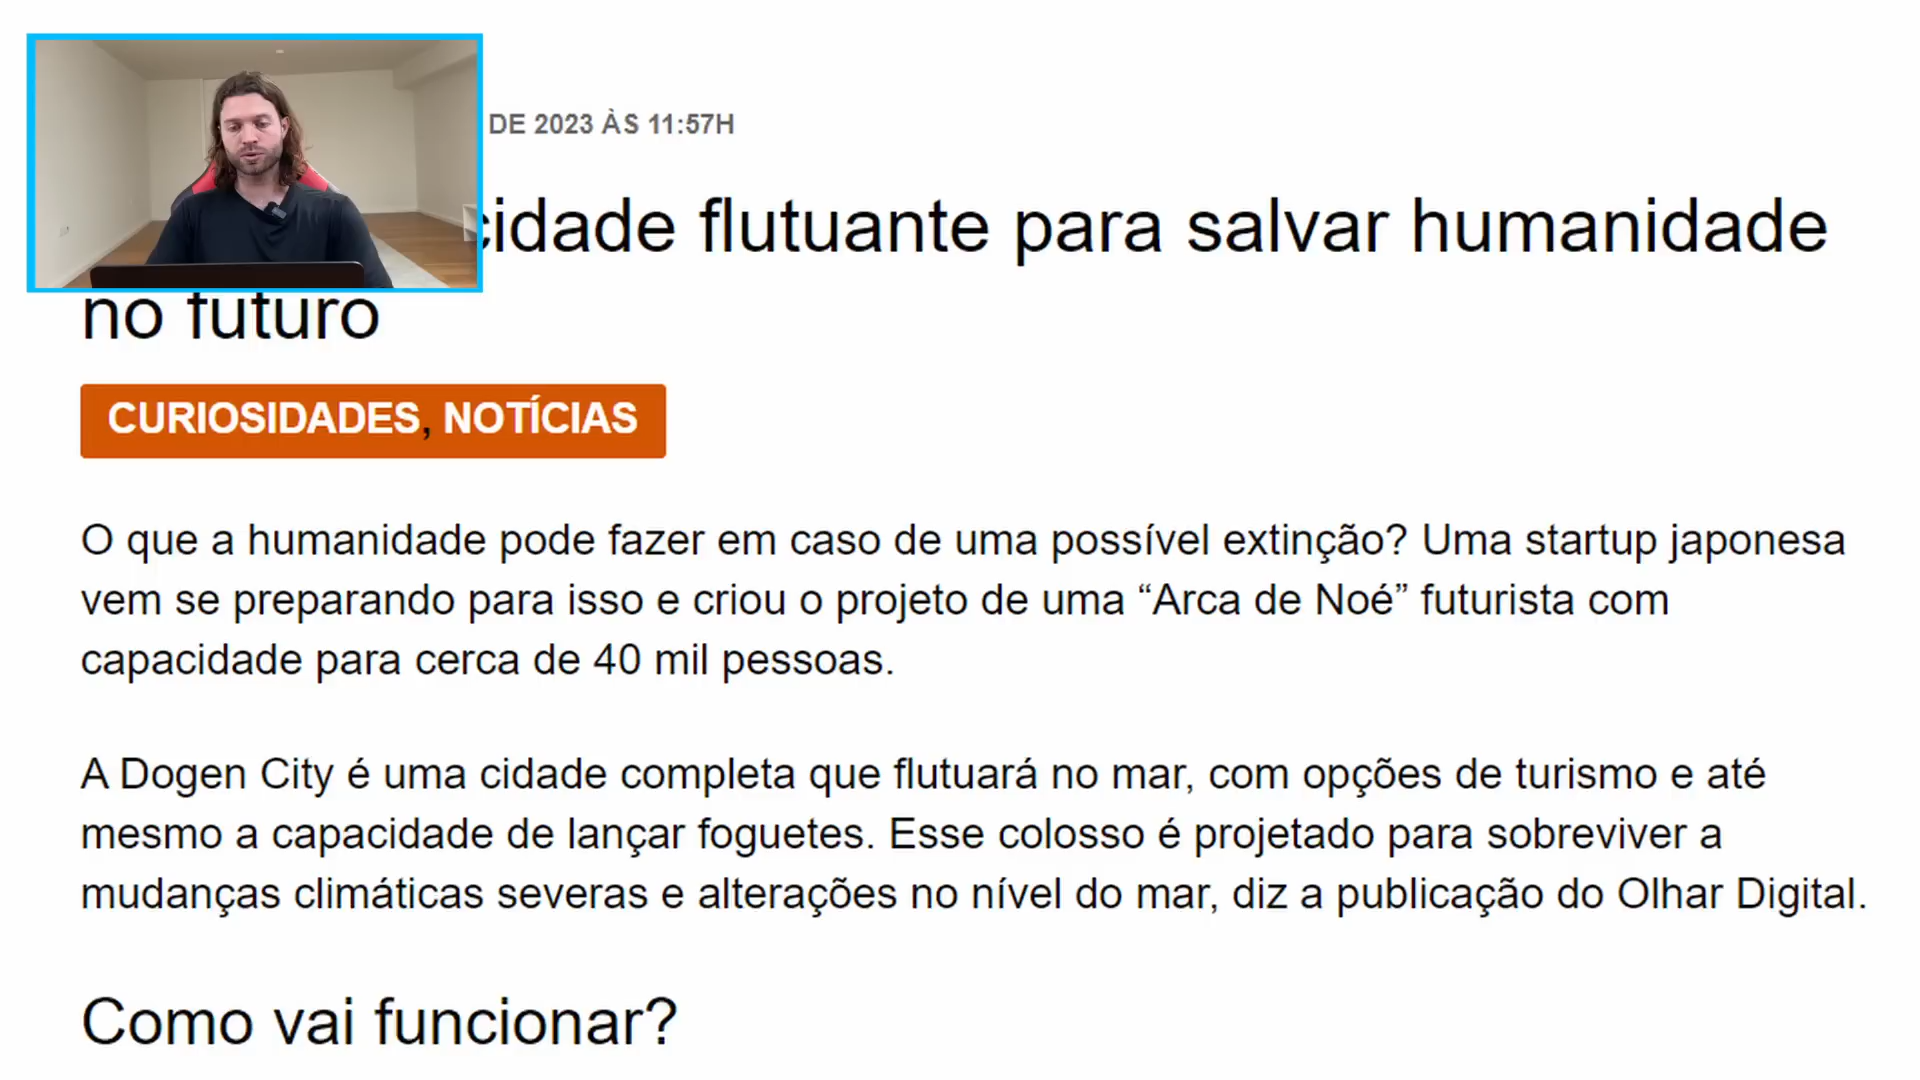 DE 2023 ÀS 11:57H
cidade flutuante para salvar humanidade
no futuro
CURIOSIDADES, NOTÍCIAS
O que a humanidade pode fazer em caso de uma possível extinção? Uma startup japonesa
vem se preparando para isso e criou o projeto de uma “Arca de Noé” futurista com
capacidade para cerca de 40 mil pessoas.
A Dogen City é uma cidade completa que flutuará no mar, com opções de turismo e até
mesmo a capacidade de lançar foguetes. Esse colosso é projetado para sobreviver a
mudanças climáticas severas e alterações no nível do mar, diz a publicação do Olhar Digital.
Como vai funcionar?